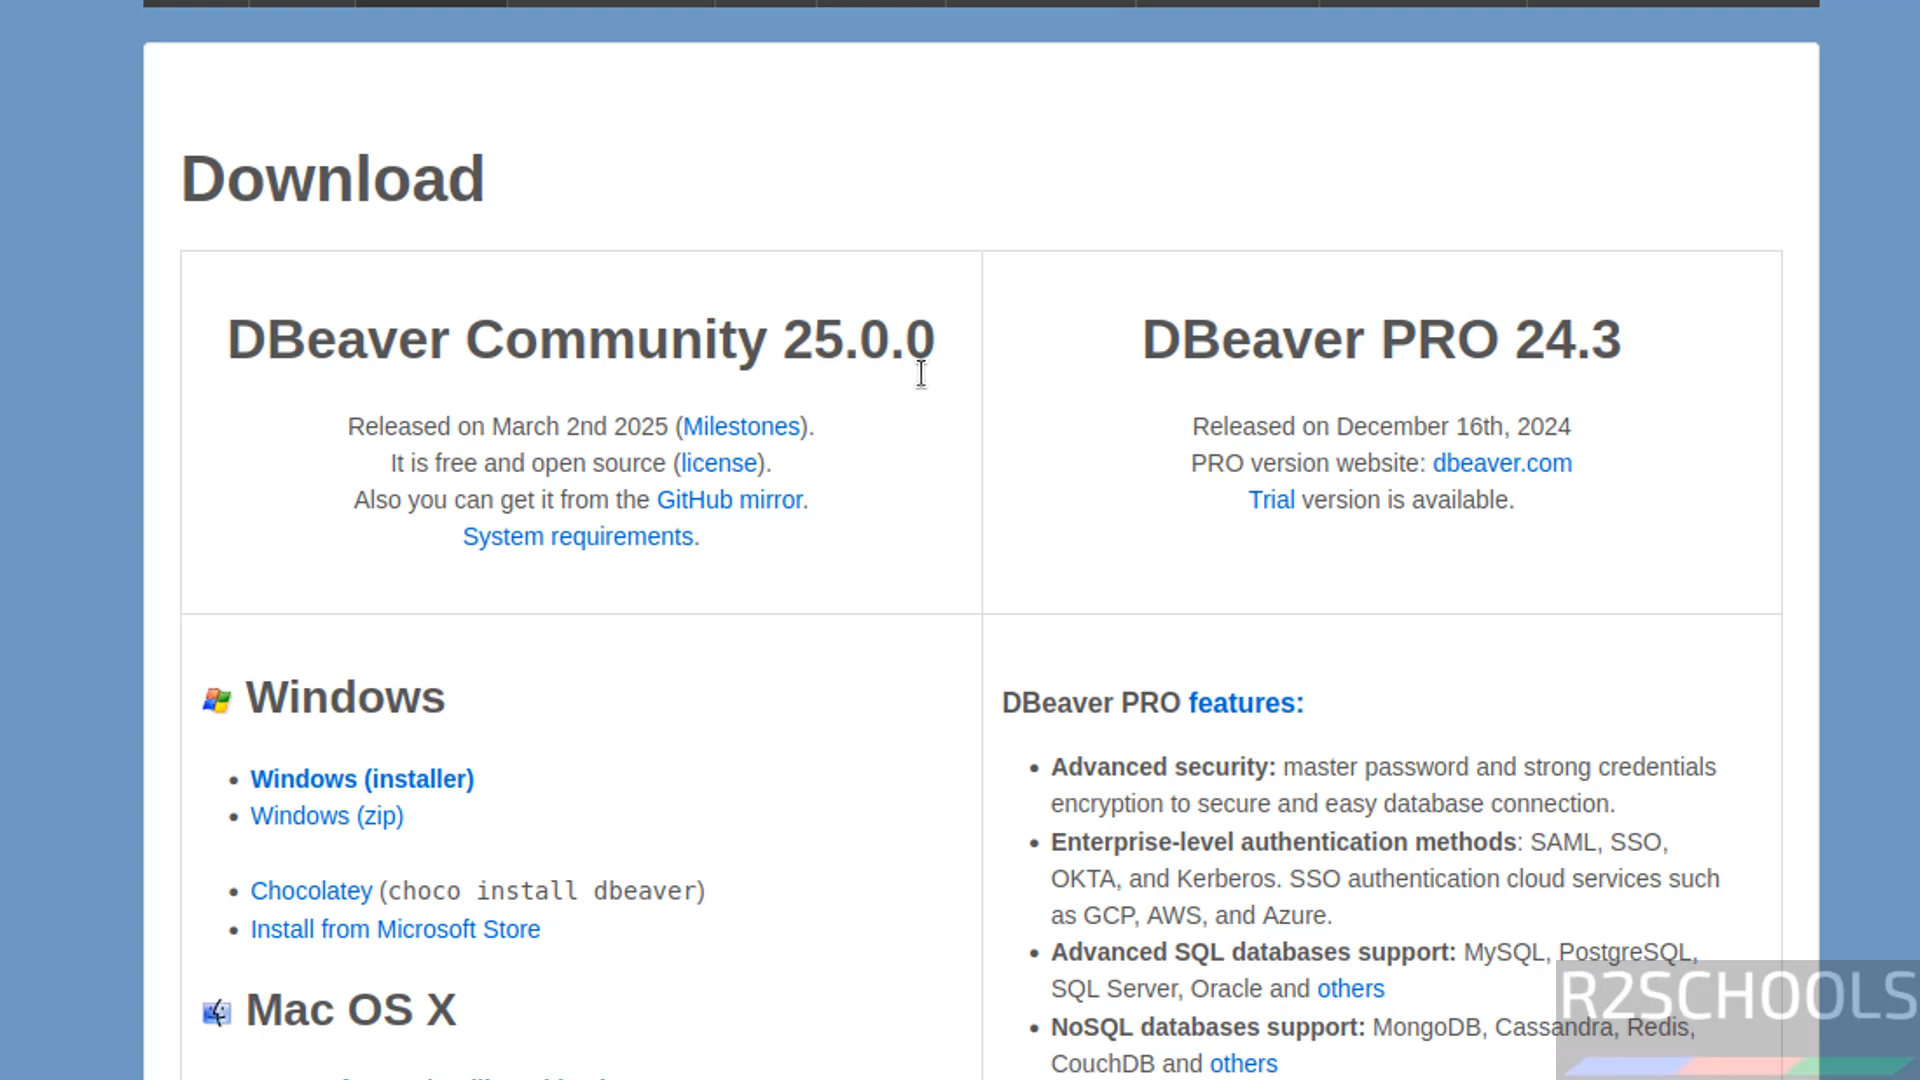 Download
DBeaver Community 25.0.0
Released on March 2nd 2025 (Milestones).
It is free and open source (license).
Also you can get it from the GitHub mirror.
System requirements.
DBeaver PRO 24.3
Released on December 16th, 2024
PRO version website: dbeaver.com
Trial version is available.
Windows
Windows (installer)
Windows (zip)
Chocolatey (choco install dbeaver)
Install from Microsoft Store
Mac OS X
DBeaver PRO features:
Advanced security: master password and strong credentials
encryption to secure and easy database connection.
Enterprise-level authentication methods: SAML, SSO,
OKTA, and Kerberos. SSO authentication cloud services such
as GCP, AWS, and Azure.
Advanced SQL databases support: MySQL, PostgreSQL,
SQL Server, Oracle and others
NoSQL databases support: MongoDB, Cassandra, Redis,
CouchDB and others
R2SCHOOLS